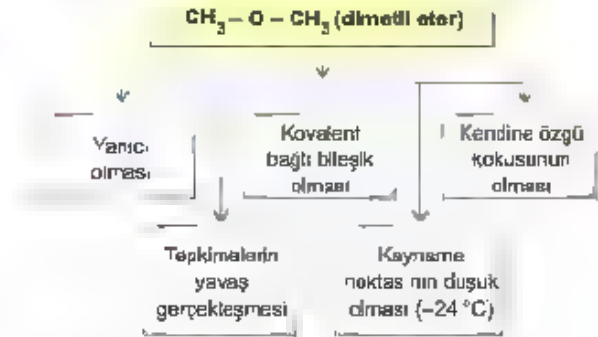 CH₃ – O – CH₃ (dimetil eter)
Yanıcı
olması
Kovalent
bağlı bileşik
olması
Kendine özgü
kokusunun
olması
Tepkimelerin
yavaş
gerçekleşmesi
Kaynama
noktasının düşük
olması (–24 °C)